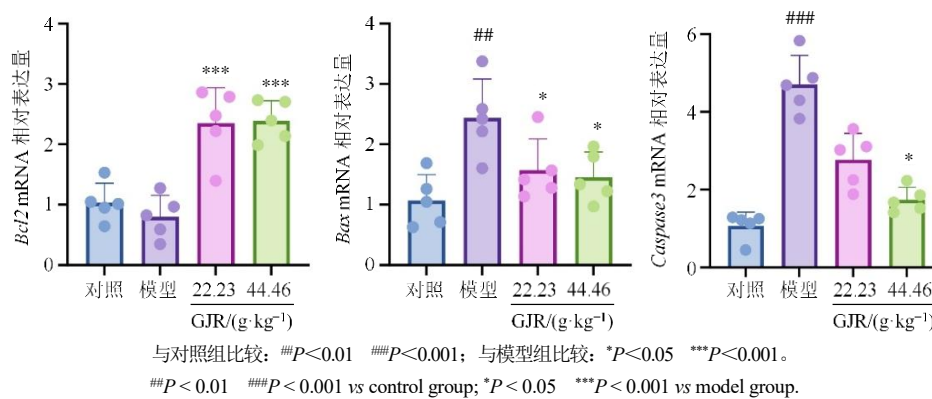 4
3
2
1
0
Bcl2 mRNA 相对表达量
***
***
对照 模型 22.23 44.46
GJR/(g·kg⁻¹)
4
3
2
1
0
Bax mRNA 相对表达量
##
*
*
对照 模型 22.23 44.46
GJR/(g·kg⁻¹)
6
4
2
0
Caspase3 mRNA 相对表达量
###
*
对照 模型 22.23 44.46
GJR/(g·kg⁻¹)
与对照组比较：##P＜0.01 ###P＜0.001；与模型组比较：*P＜0.05 ***P＜0.001。
##P < 0.01 ###P < 0.001 vs control group; *P < 0.05 ***P < 0.001 vs model group.